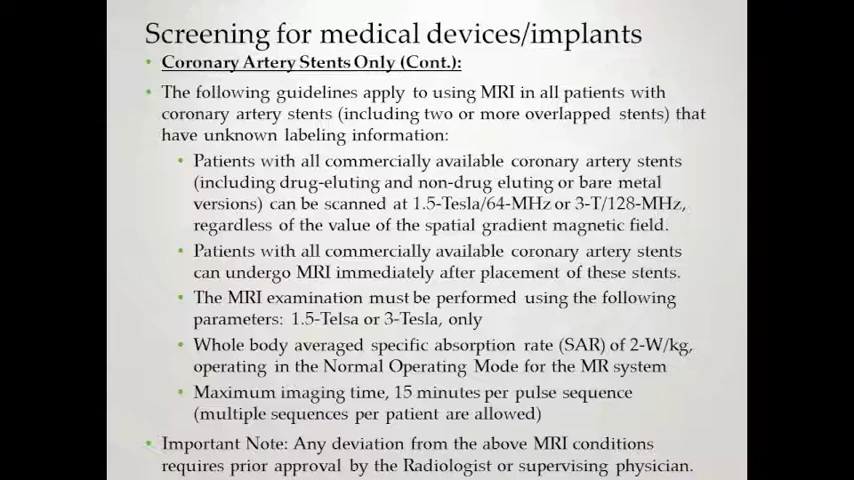 Screening for medical devices/implants
• Coronary Artery Stents Only (Cont.):
• The following guidelines apply to using MRI in all patients with
coronary artery stents (including two or more overlapped stents) that
have unknown labeling information:
• Patients with all commercially available coronary artery stents
(including drug-eluting and non-drug eluting or bare metal
versions) can be scanned at 1.5-Tesla/64-MHz or 3-T/128-MHz,
regardless of the value of the spatial gradient magnetic field.
• Patients with all commercially available coronary artery stents
can undergo MRI immediately after placement of these stents.
• The MRI examination must be performed using the following
parameters: 1.5-Telsa or 3-Tesla, only
• Whole body averaged specific absorption rate (SAR) of 2-W/kg,
operating in the Normal Operating Mode for the MR system
• Maximum imaging time, 15 minutes per pulse sequence
(multiple sequences per patient are allowed)
• Important Note: Any deviation from the above MRI conditions
requires prior approval by the Radiologist or supervising physician.